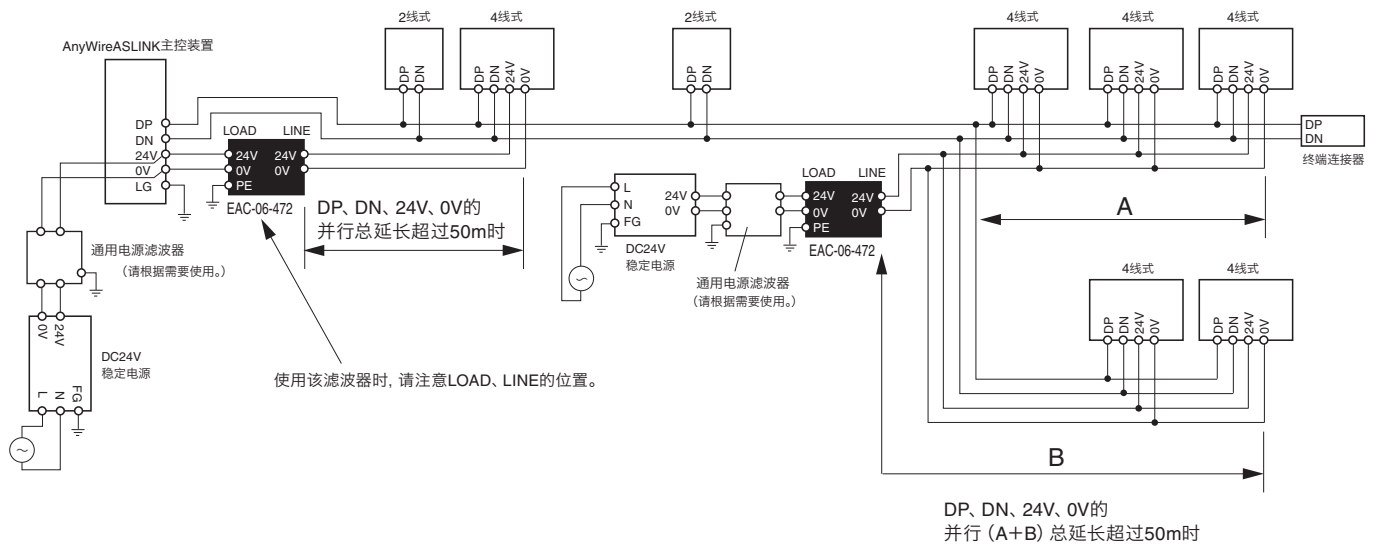 2线式
4线式
2线式
4线式
4线式
4线式
AnyWireASLINK主控装置
DP
DN
DP
DN
24V
0V
DP
DN
DP
DN
24V
0V
DP
DN
24V
0V
DP
DN
24V
0V
DP
DN
24V
0V
LG
LOAD
LINE
24V
24V
0V
0V
PE
EAC-06-472
DP
DN
终端连接器
DP、DN、24V、0V的
并行总延长超过50m时
L
N
FG
24V
0V
DC24V
稳定电源
LOAD
LINE
24V
24V
0V
0V
PE
EAC-06-472
A
通用电源滤波器
（请根据需要使用。）
通用电源滤波器
（请根据需要使用。）
4线式
4线式
DP
DN
24V
0V
DP
DN
24V
0V
0V
24V
DC24V
稳定电源
L
N
FG
使用该滤波器时, 请注意LOAD、LINE的位置。
B
DP、DN、24V、0V的
并行（A＋B）总延长超过50m时